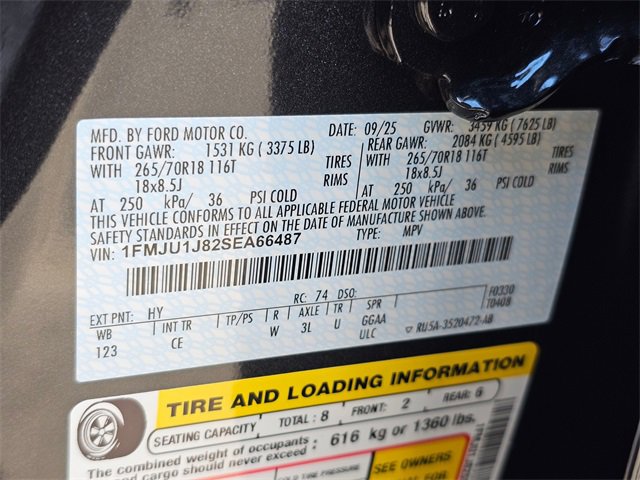 MFD. BY FORD MOTOR CO. DATE: 09/25 GVWR: 3459 KG ( 7625 LB)
FRONT GAWR: 1531 KG ( 3375 LB) REAR GAWR: 2084 KG ( 4595 LB)
WITH 265/70R18 116T TIRES WITH 265/70R18 116T TIRES
18x8.5J RIMS 18x8.5J RIMS
AT 250 kPa/ 36 PSI COLD AT 250 kPa/ 36 PSI COLD
THIS VEHICLE CONFORMS TO ALL APPLICABLE FEDERAL MOTOR VEHICLE
SAFETY STANDARDS IN EFFECT ON THE DATE OF MANUFACTURE SHOWN ABOVE.
VIN: 1FMJU1J82SEA66487 TYPE: MPV
F0330
EXT PNT: HY RC: 74 DSO: T0408
WB INT TR TP/PS R AXLE TR SPR
123 CE W 3L U GGAA
ULC RU5A-3520472-AB
TIRE AND LOADING INFORMATION
SEATING CAPACITY TOTAL : 8 FRONT: 2 REAR: 6
The combined weight of occupants
and cargo should never exceed : 616 kg or 1360 lbs.
COLD TIRE PRESSURE SEE OWNERS